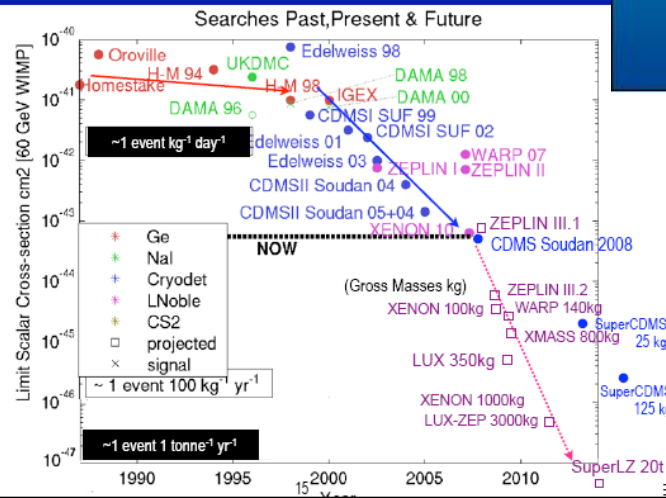 Searches Past,Present & Future
Limit Scalar Cross-section cm2 [60 GeV WIMP]
10⁻⁴⁰
10⁻⁴¹
10⁻⁴²
10⁻⁴³
10⁻⁴⁴
10⁻⁴⁵
10⁻⁴⁶
10⁻⁴⁷
Oroville
Edelweiss 98
UKDMC
H-M 94
Homestake
H-M 98
IGEX
DAMA 98
DAMA 00
DAMA 96
CDMSI SUF 99
~1 event kg⁻¹ day⁻¹
CDMSI SUF 02
delweiss 01
Edelweiss 03
ZEPLIN I
WARP 07
ZEPLIN II
CDMSII Soudan 04
CDMSII Soudan 05+04
XENON 10
ZEPLIN III.1
CDMS Soudan 2008
NOW
Ge
NaI
Cryodet
LNoble
CS2
projected
signal
(Gross Masses kg)
ZEPLIN III.2
XENON 100kg
WARP 140kg
XMASS 800kg
SuperCDMS
25 kg
LUX 350kg
~ 1 event 100 kg⁻¹ yr⁻¹
XENON 1000kg
LUX-ZEP 3000kg
SuperCDMS
125 k
~1 event 1 tonne⁻¹ yr⁻¹
SuperLZ 20t
1990
1995
2000
2005
2010
15
Year